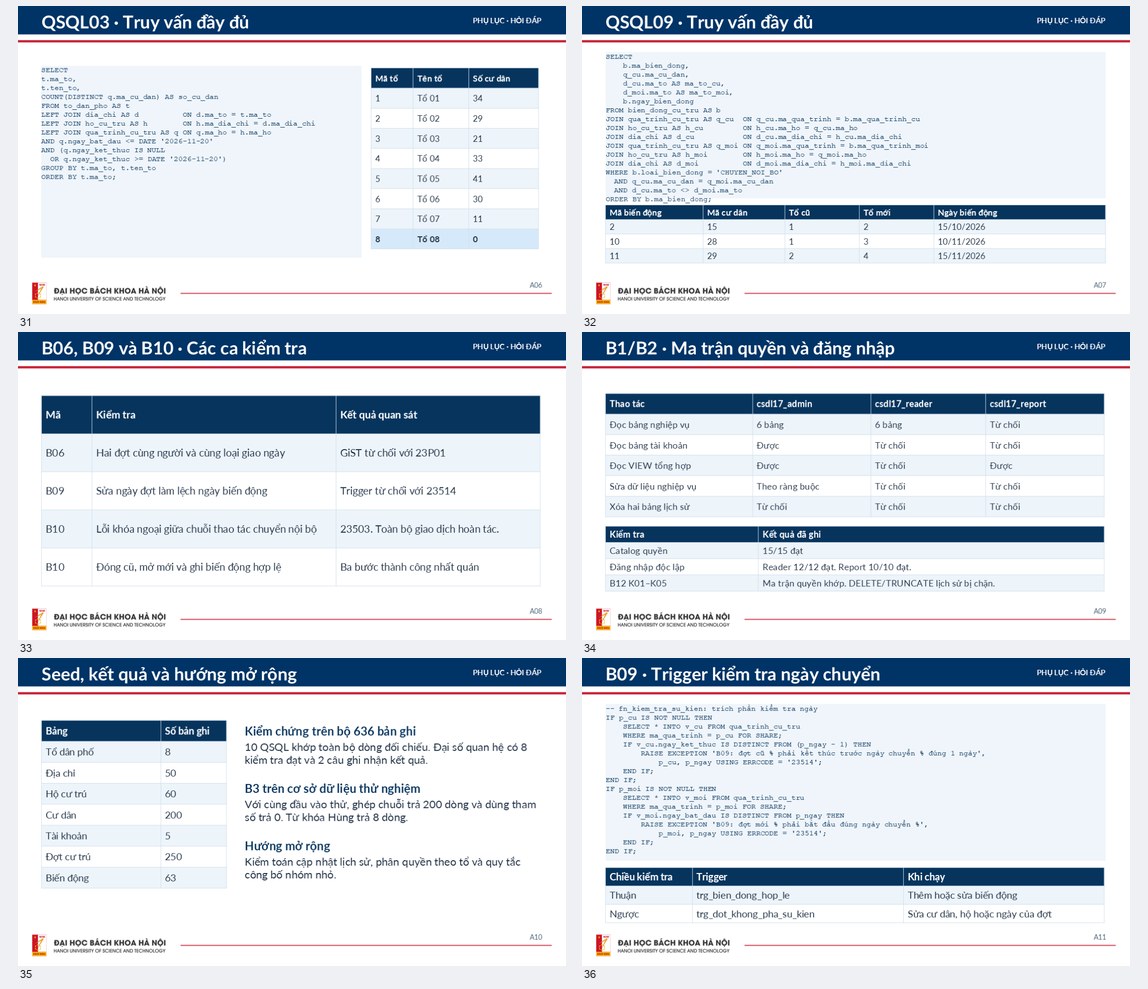 QSQL03 · Truy vấn đầy đủ
PHỤ LỤC · HỎI ĐÁP
SELECT
t.ma_to,
t.ten_to,
COUNT(DISTINCT q.ma_cu_dan) AS so_cu_dan
FROM to_dan_pho AS t
LEFT JOIN dia_chi AS d ON d.ma_to = t.ma_to
LEFT JOIN ho_cu_tru AS h ON h.ma_dia_chi = d.ma_dia_chi
LEFT JOIN qua_trinh_cu_tru AS q ON q.ma_ho = h.ma_ho
AND q.ngay_bat_dau <= DATE '2026-11-20'
AND (q.ngay_ket_thuc IS NULL
OR q.ngay_ket_thuc >= DATE '2026-11-20')
GROUP BY t.ma_to, t.ten_to
ORDER BY t.ma_to;
Mã tổ Tên tổ Số cư dân
1 Tổ 01 34
2 Tổ 02 29
3 Tổ 03 21
4 Tổ 04 33
5 Tổ 05 41
6 Tổ 06 30
7 Tổ 07 11
8 Tổ 08 0
ĐẠI HỌC BÁCH KHOA HÀ NỘI
HANOI UNIVERSITY OF SCIENCE AND TECHNOLOGY
A06
31
QSQL09 · Truy vấn đầy đủ
PHỤ LỤC · HỎI ĐÁP
SELECT
b.ma_bien_dong,
q_cu.ma_cu_dan,
d_cu.ma_to AS ma_to_cu,
d_moi.ma_to AS ma_to_moi,
b.ngay_bien_dong
FROM bien_dong_cu_tru AS b
JOIN qua_trinh_cu_tru AS q_cu ON q_cu.ma_qua_trinh = b.ma_qua_trinh_cu
JOIN ho_cu_tru AS h_cu ON h_cu.ma_ho = q_cu.ma_ho
JOIN dia_chi AS d_cu ON d_cu.ma_dia_chi = h_cu.ma_dia_chi
JOIN qua_trinh_cu_tru AS q_moi ON q_moi.ma_qua_trinh = b.ma_qua_trinh_moi
JOIN ho_cu_tru AS h_moi ON h_moi.ma_ho = q_moi.ma_ho
JOIN dia_chi AS d_moi ON d_moi.ma_dia_chi = h_moi.ma_dia_chi
WHERE b.loai_bien_dong = 'CHUYEN_NOI_BO'
AND q_cu.ma_cu_dan = q_moi.ma_cu_dan
AND d_cu.ma_to <> d_moi.ma_to
ORDER BY b.ma_bien_dong;
Mã biến động Mã cư dân Tổ cũ Tổ mới Ngày biến động
2 15 1 2 15/10/2026
10 28 1 3 10/11/2026
11 29 2 4 15/11/2026
ĐẠI HỌC BÁCH KHOA HÀ NỘI
HANOI UNIVERSITY OF SCIENCE AND TECHNOLOGY
A07
32
B06, B09 và B10 · Các ca kiểm tra
PHỤ LỤC · HỎI ĐÁP
Mã Kiểm tra Kết quả quan sát
B06 Hai đợt cùng người và cùng loại giao ngày GiST từ chối với 23P01
B09 Sửa ngày đợt làm lệch ngày biến động Trigger từ chối với 23514
B10 Lỗi khóa ngoại giữa chuỗi thao tác chuyển nội bộ 23503. Toàn bộ giao dịch hoàn tác.
B10 Đóng cũ, mở mới và ghi biến động hợp lệ Ba bước thành công nhất quán
ĐẠI HỌC BÁCH KHOA HÀ NỘI
HANOI UNIVERSITY OF SCIENCE AND TECHNOLOGY
A08
33
B1/B2 · Ma trận quyền và đăng nhập
PHỤ LỤC · HỎI ĐÁP
Thao tác csdl17_admin csdl17_reader csdl17_report
Đọc bảng nghiệp vụ 6 bảng 6 bảng Từ chối
Đọc bảng tài khoản Được Từ chối Từ chối
Đọc VIEW tổng hợp Được Từ chối Được
Sửa dữ liệu nghiệp vụ Theo ràng buộc Từ chối Từ chối
Xóa hai bảng lịch sử Từ chối Từ chối Từ chối
Kiểm tra Kết quả đã ghi
Catalog quyền 15/15 đạt
Đăng nhập độc lập Reader 12/12 đạt. Report 10/10 đạt.
B12 K01–K05 Ma trận quyền khớp. DELETE/TRUNCATE lịch sử bị chặn.
ĐẠI HỌC BÁCH KHOA HÀ NỘI
HANOI UNIVERSITY OF SCIENCE AND TECHNOLOGY
A09
34
Seed, kết quả và hướng mở rộng
PHỤ LỤC · HỎI ĐÁP
Bảng Số bản ghi
Tổ dân phố 8
Địa chỉ 50
Hộ cư trú 60
Cư dân 200
Tài khoản 5
Đợt cư trú 250
Biến động 63
Kiểm chứng trên bộ 636 bản ghi
10 QSQL khớp toàn bộ dòng đối chiếu. Đại số quan hệ có 8
kiểm tra đạt và 2 câu ghi nhận kết quả.
B3 trên cơ sở dữ liệu thử nghiệm
Với cùng đầu vào thử, ghép chuỗi trả 200 dòng và dùng tham
số trả 0. Từ khóa Hùng trả 8 dòng.
Hướng mở rộng
Kiểm toán cập nhật lịch sử, phân quyền theo tổ và quy tắc
công bố nhóm nhỏ.
ĐẠI HỌC BÁCH KHOA HÀ NỘI
HANOI UNIVERSITY OF SCIENCE AND TECHNOLOGY
A10
35
B09 · Trigger kiểm tra ngày chuyển
PHỤ LỤC · HỎI ĐÁP
-- fn_kiem_tra_su_kien: trích phần kiểm tra ngày
IF p_cu IS NOT NULL THEN
SELECT * INTO v_cu FROM qua_trinh_cu_tru
WHERE ma_qua_trinh = p_cu FOR SHARE;
IF v_cu.ngay_ket_thuc IS DISTINCT FROM (p_ngay - 1) THEN
RAISE EXCEPTION 'B09: đợt cũ % phải kết thúc trước ngày chuyển % đúng 1 ngày',
p_cu, p_ngay USING ERRCODE = '23514';
END IF;
END IF;
IF p_moi IS NOT NULL THEN
SELECT * INTO v_moi FROM qua_trinh_cu_tru
WHERE ma_qua_trinh = p_moi FOR SHARE;
IF v_moi.ngay_bat_dau IS DISTINCT FROM p_ngay THEN
RAISE EXCEPTION 'B09: đợt mới % phải bắt đầu đúng ngày chuyển %',
p_moi, p_ngay USING ERRCODE = '23514';
END IF;
END IF;
Chiều kiểm tra Trigger Khi chạy
Thuận trg_bien_dong_hop_le Thêm hoặc sửa biến động
Ngược trg_dot_khong_pha_su_kien Sửa cư dân, hộ hoặc ngày của đợt
ĐẠI HỌC BÁCH KHOA HÀ NỘI
HANOI UNIVERSITY OF SCIENCE AND TECHNOLOGY
A11
36